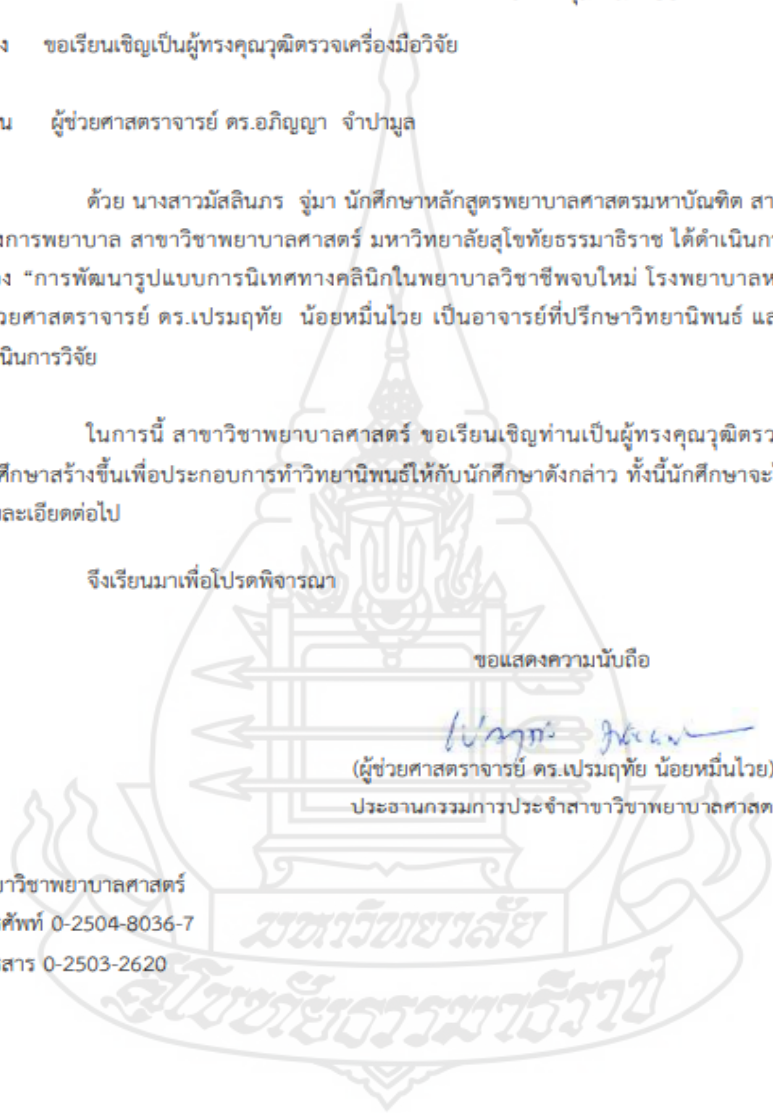 ง ขอเรียนเชิญเป็นผู้ทรงคุณวุฒิตรวจเครื่องมือวิจัย
น ผู้ช่วยศาสตราจารย์ ดร.อภิญญา จำปามูล
ด้วย นางสาวมัสลินภร จู่มา นักศึกษาหลักสูตรพยาบาลศาสตรมหาบัณฑิต สา
งการพยาบาล สาขาวิชาพยาบาลศาสตร์ มหาวิทยาลัยสุโขทัยธรรมาธิราช ได้ดำเนินก
อง “การพัฒนารูปแบบการนิเทศทางคลินิกในพยาบาลวิชาชีพจบใหม่ โรงพยาบาลห
วยศาสตราจารย์ ดร.เปรมฤทัย น้อยหมื่นไวย เป็นอาจารย์ที่ปรึกษาวิทยานิพนธ์ แล
นินการวิจัย
ในการนี้ สาขาวิชาพยาบาลศาสตร์ ขอเรียนเชิญท่านเป็นผู้ทรงคุณวุฒิตรว
ศึกษาสร้างขึ้นเพื่อประกอบการทำวิทยานิพนธ์ให้กับนักศึกษาดังกล่าว ทั้งนี้นักศึกษาจะ
ละเอียดต่อไป
จึงเรียนมาเพื่อโปรดพิจารณา
ขอแสดงความนับถือ
(ผู้ช่วยศาสตราจารย์ ดร.เปรมฤทัย น้อยหมื่นไวย)
ประธานกรรมการประจำสาขาวิชาพยาบาลศาสต
าวิชาพยาบาลศาสตร์
ศัพท์ 0-2504-8036-7
สาร 0-2503-2620
มหาวิทยาลัย
สุโขทัยธรรมาธิราช